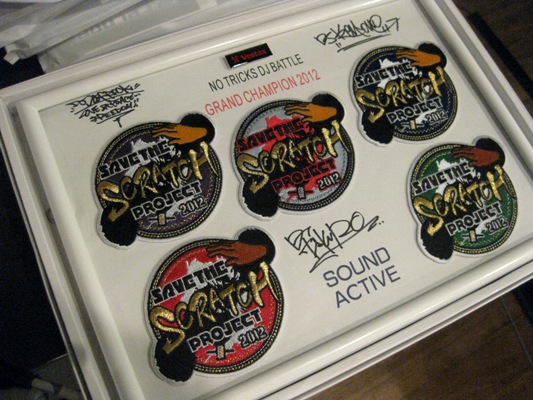 Vestax
NO TRICKS DJ BATTLE
GRAND CHAMPION 2012
SAVE THE
SCRATCH
PROJECT
2012
SAVE THE
SCRATCH
PROJECT
2012
SAVE THE
SCRATCH
PROJECT
2012
SAVE THE
SCRATCH
PROJECT
2012
SAVE THE
SCRATCH
PROJECT
2012
SOUND
ACTIVE